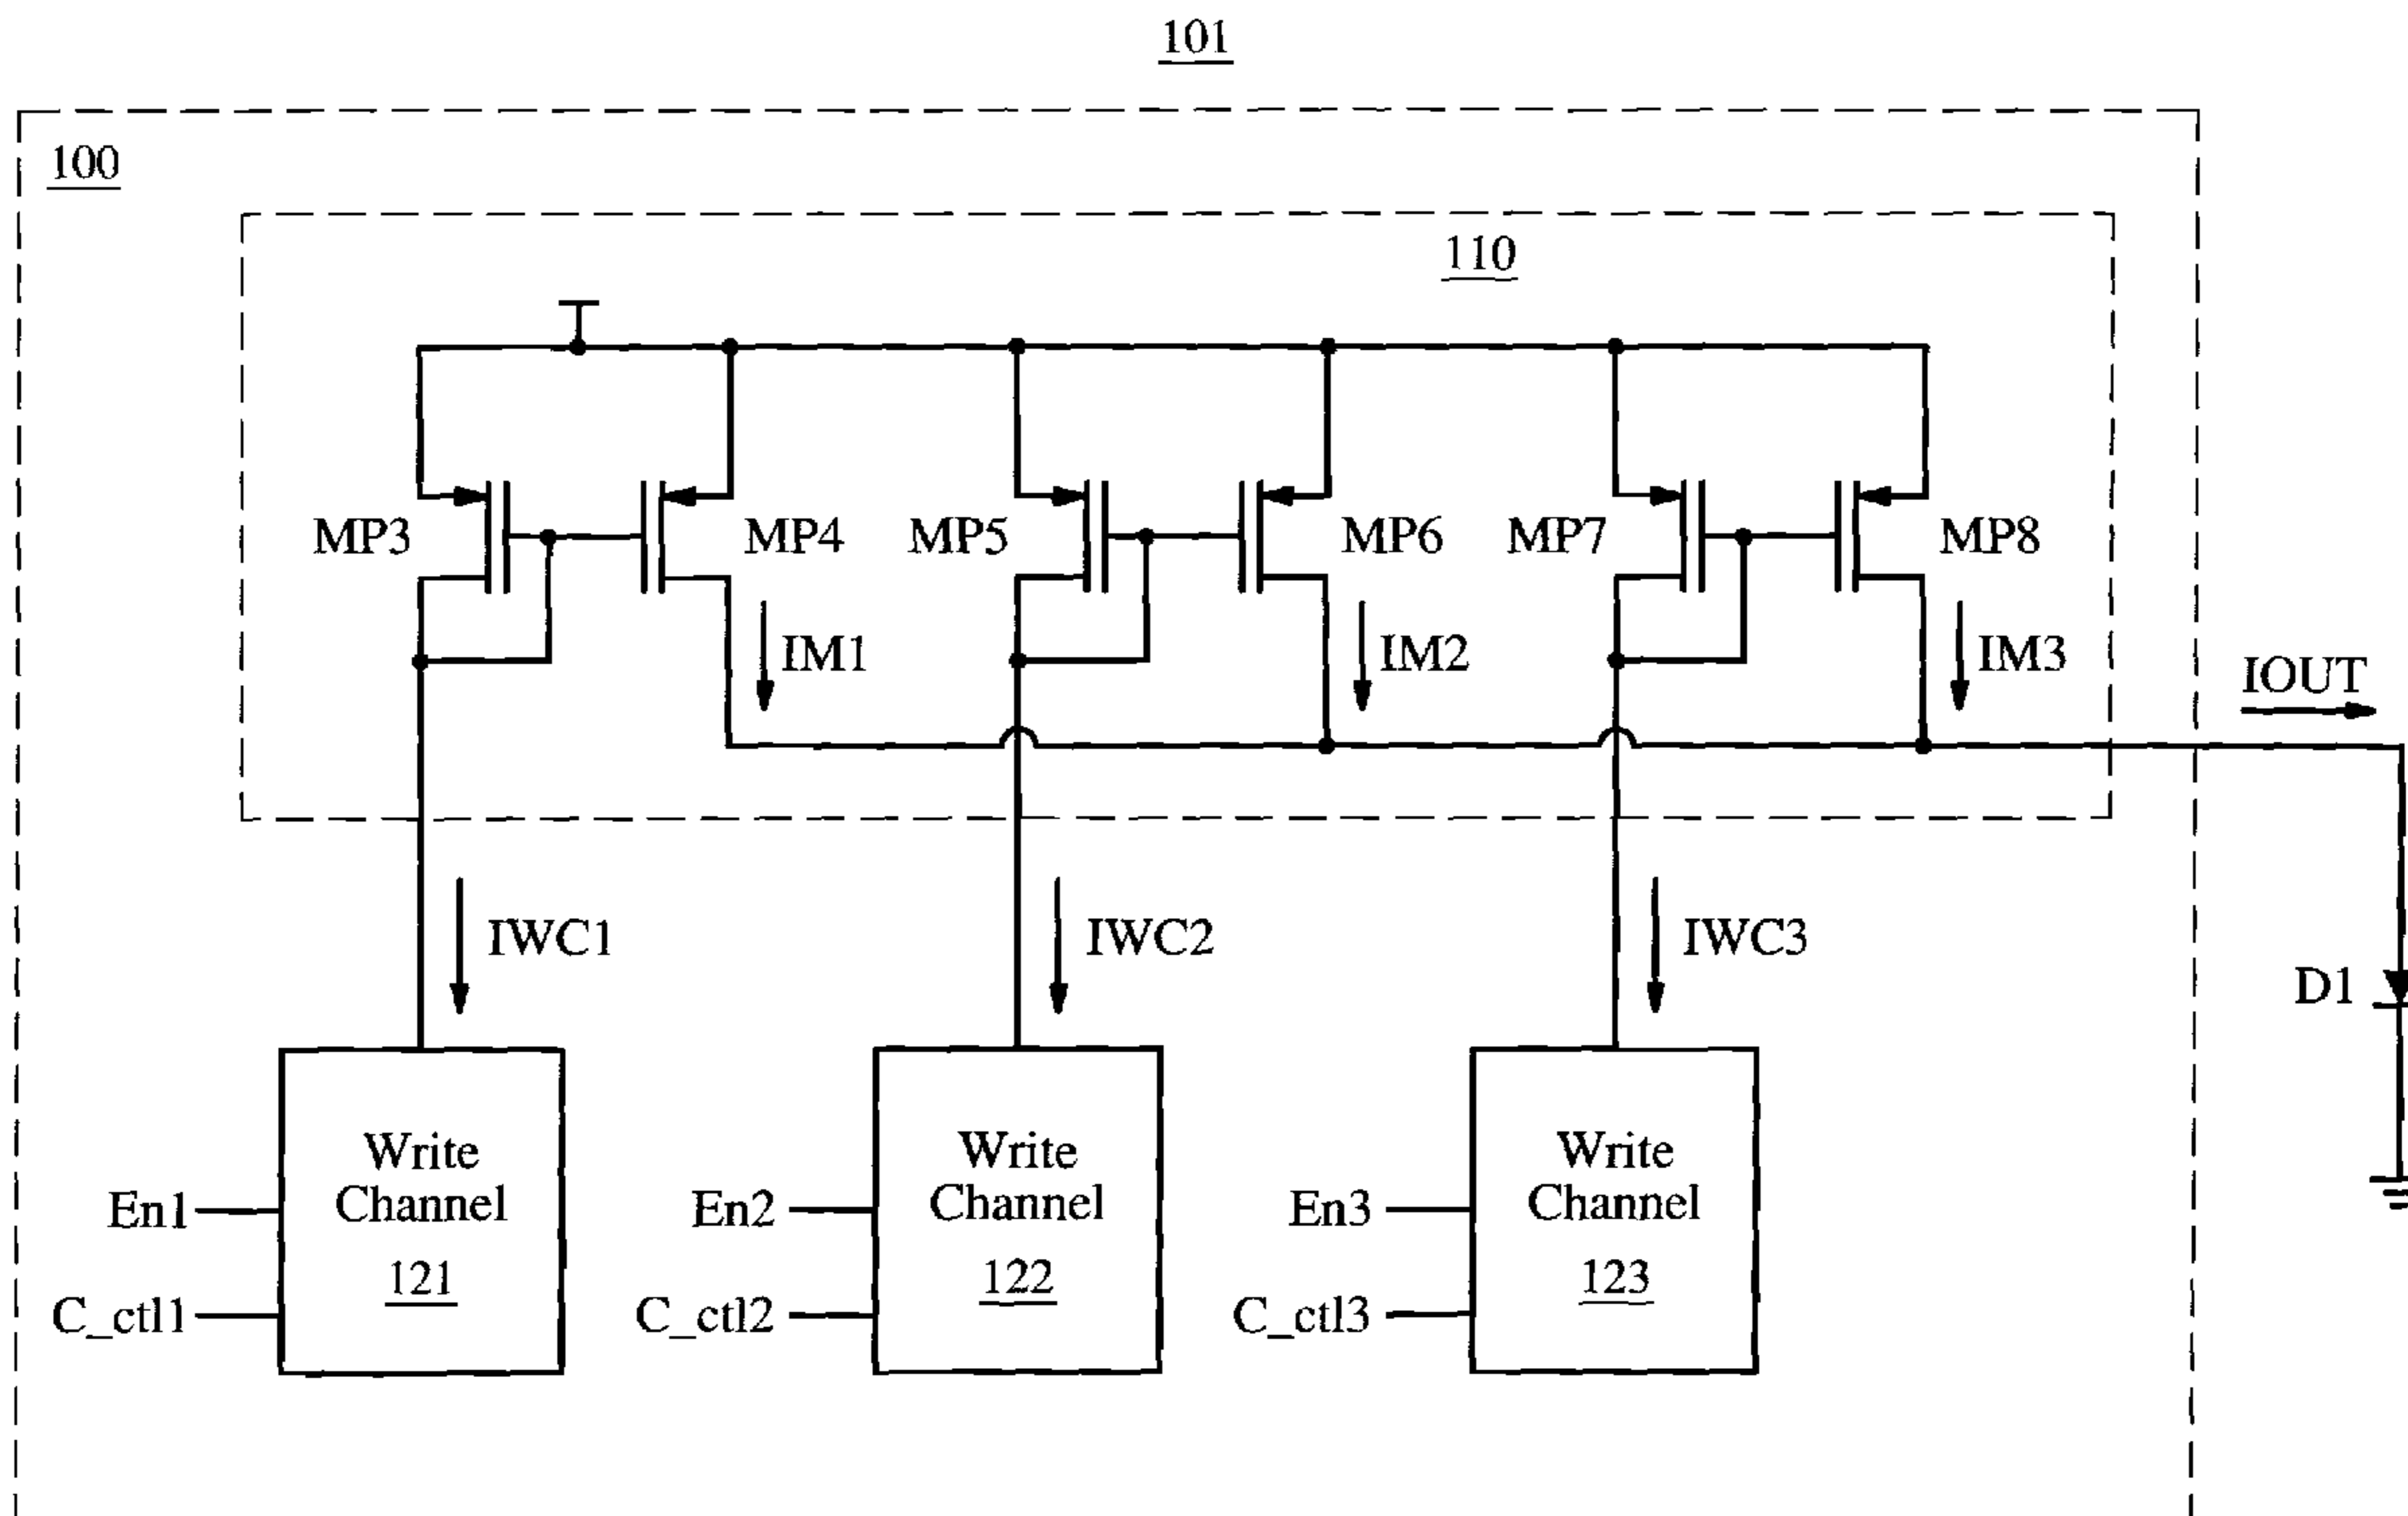 101
100
110
MP3
MP4
MP5
MP6
MP7
MP8
IM1
IM2
IM3
IOUT
IWC1
IWC2
IWC3
D1
Write
Channel
121
Write
Channel
122
Write
Channel
123
En1
En2
En3
C_ctl1
C_ctl2
C_ctl3